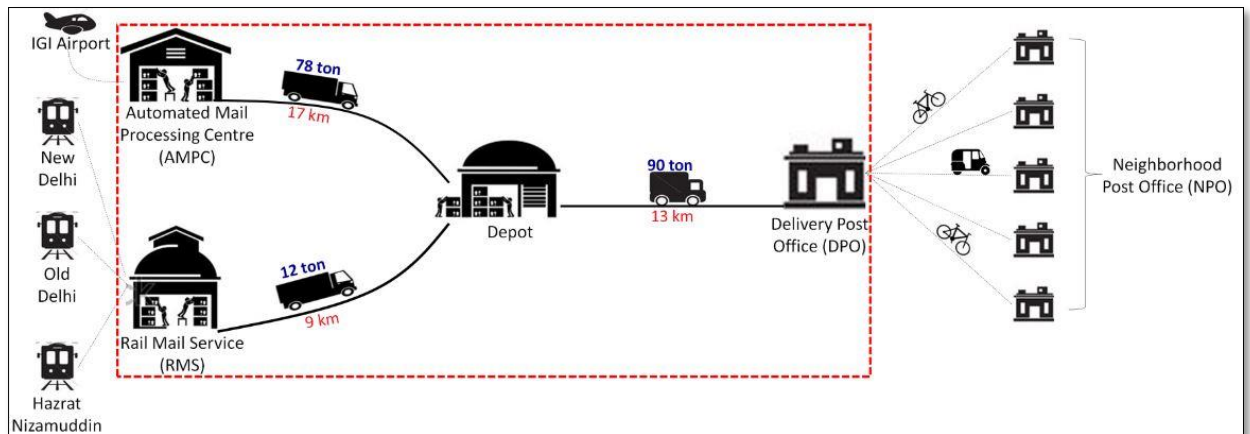 IGI Airport
New
Delhi
Old
Delhi
Hazrat
Nizamuddin
Automated Mail
Processing Centre
(AMPC)
78 ton
17 km
Rail Mail Service
(RMS)
12 ton
9 km
Depot
90 ton
13 km
Delivery Post
Office (DPO)
Neighborhood
Post Office (NPO)